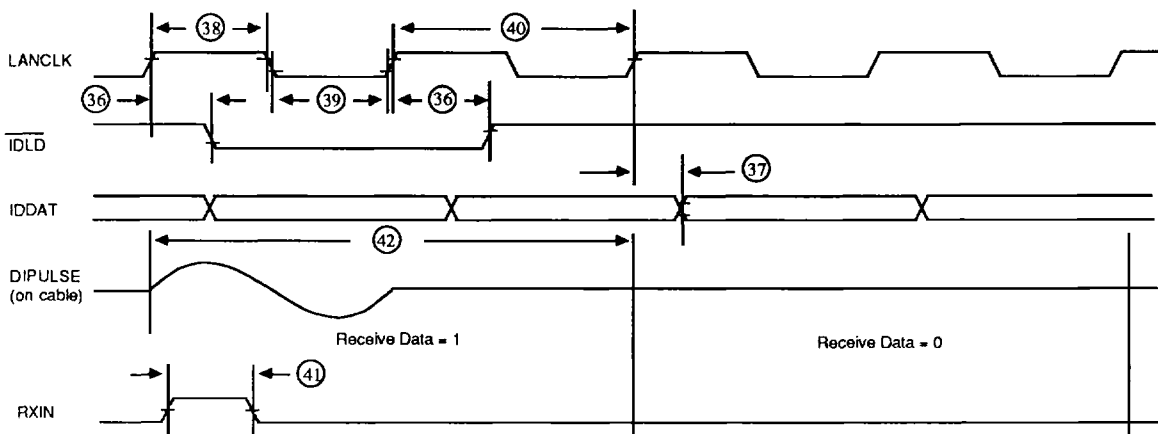 38
40
LANCLK
36
39
36
IDLD
37
IDDAT
42
DIPULSE
(on cable)
Receive Data = 1
Receive Data = 0
41
RXIN